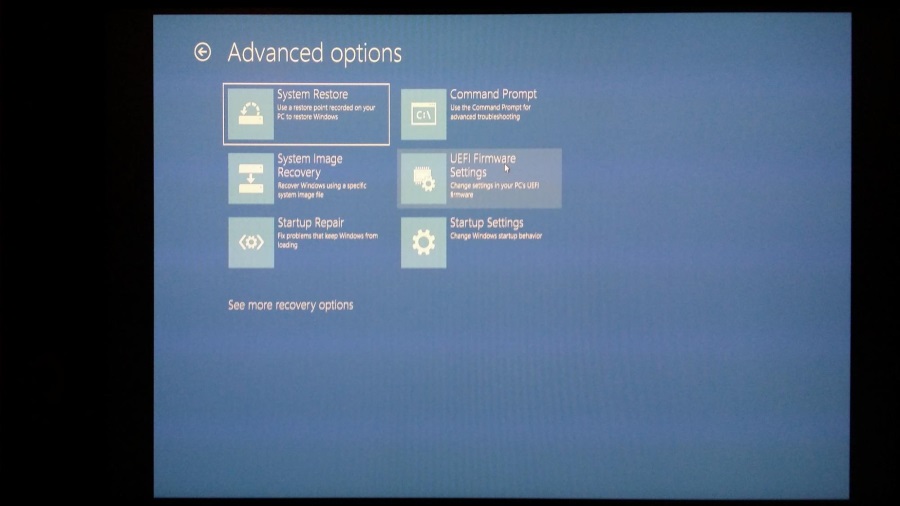 Advanced options
System Restore
Use a restore point recorded on your
PC to restore Windows
Command Prompt
Use the Command Prompt for
advanced troubleshooting
System Image
Recovery
Recover Windows using a specific
system image file
UEFI Firmware
Settings
Change settings in your PC's UEFI
firmware
Startup Repair
Fix problems that keep Windows from
loading
Startup Settings
Change Windows startup behavior
See more recovery options
C:\